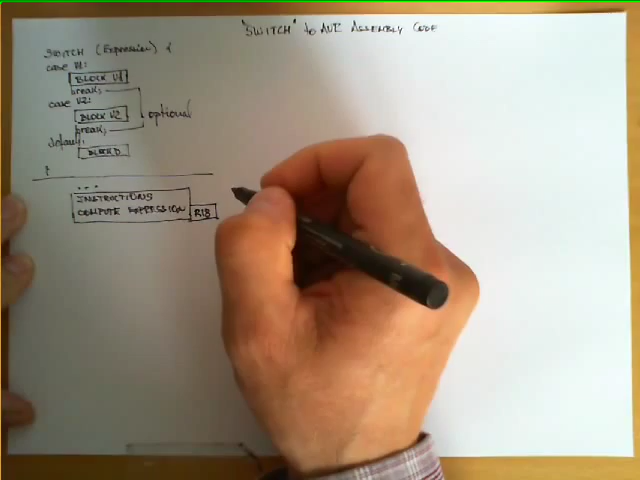 "SWITCH" to AVR ASSEMBLY CODE
SWITCH (Expression) {
case V1:
BLOCK V1
break;
case V2:
BLOCK V2
optional
break;
default:
BLOCK D
}
...
INSTRUCTIONS
COMPUTE EXPRESSION R18